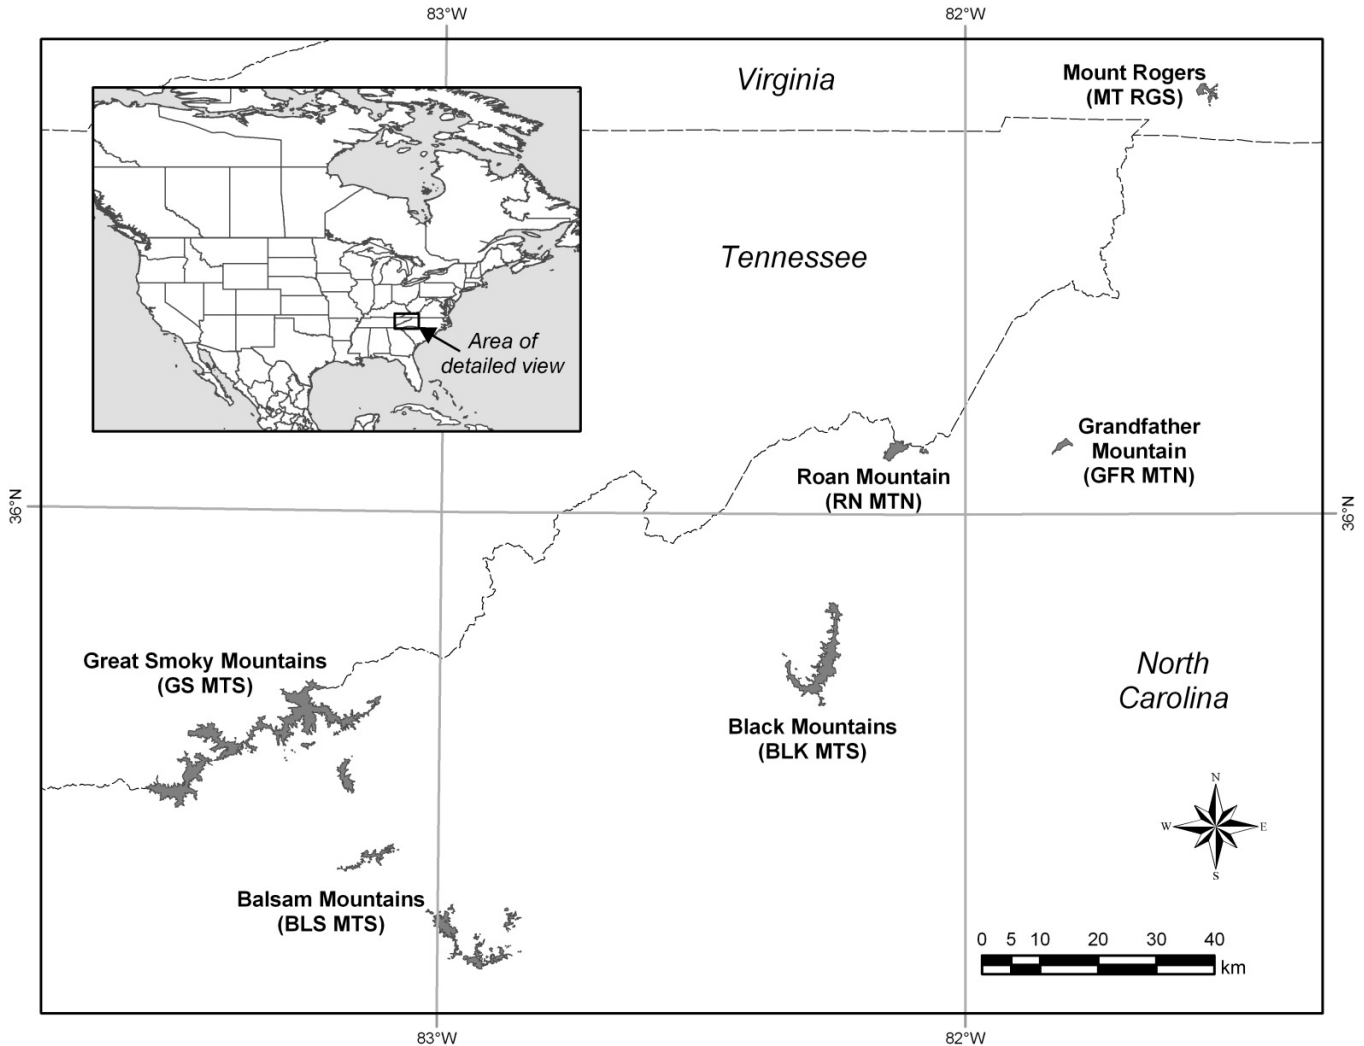 83°W
82°W
Virginia
Mount Rogers
(MT RGS)
Tennessee
Area of
detailed view
Grandfather
Mountain
(GFR MTN)
Roan Mountain
(RN MTN)
36°N
36°N
Great Smoky Mountains
(GS MTS)
North
Carolina
Black Mountains
(BLK MTS)
N
W
E
S
Balsam Mountains
(BLS MTS)
0 5 10 20 30 40
km
83°W
82°W